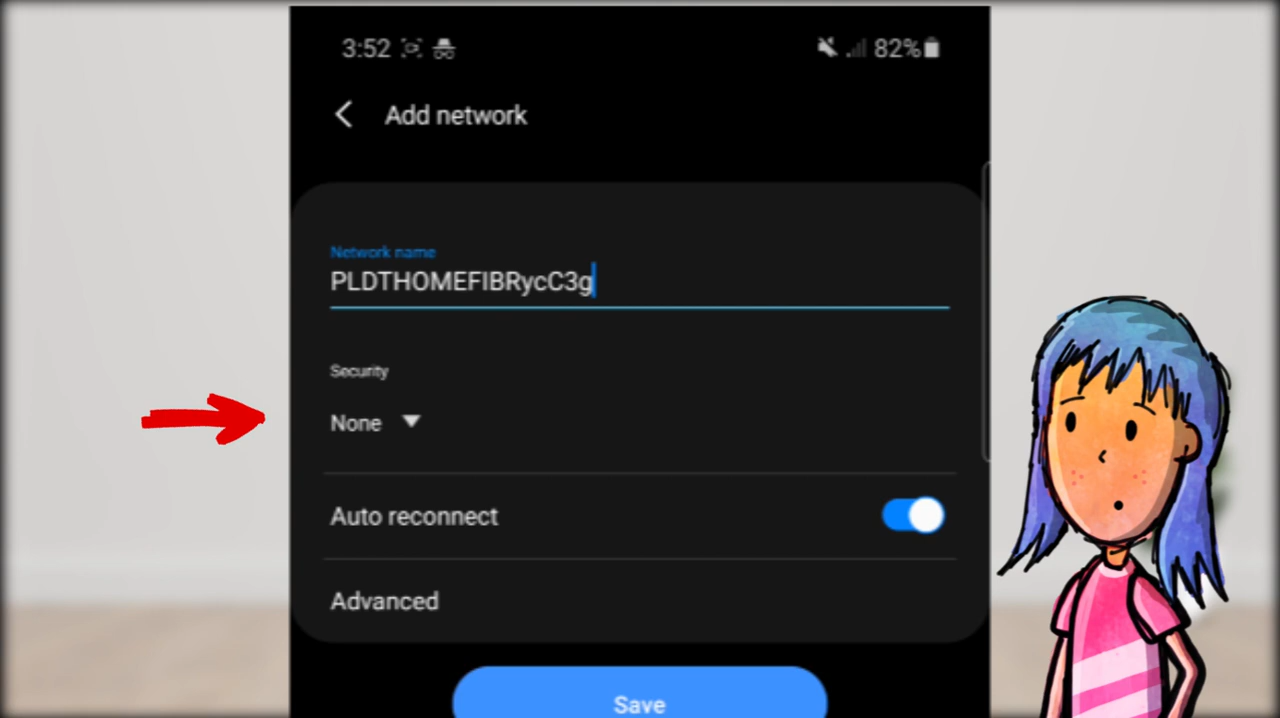 3:52 82%
Add network
Network name
PLDTHOMEFIBRycC3g
Security
None
Auto reconnect
Advanced
Save